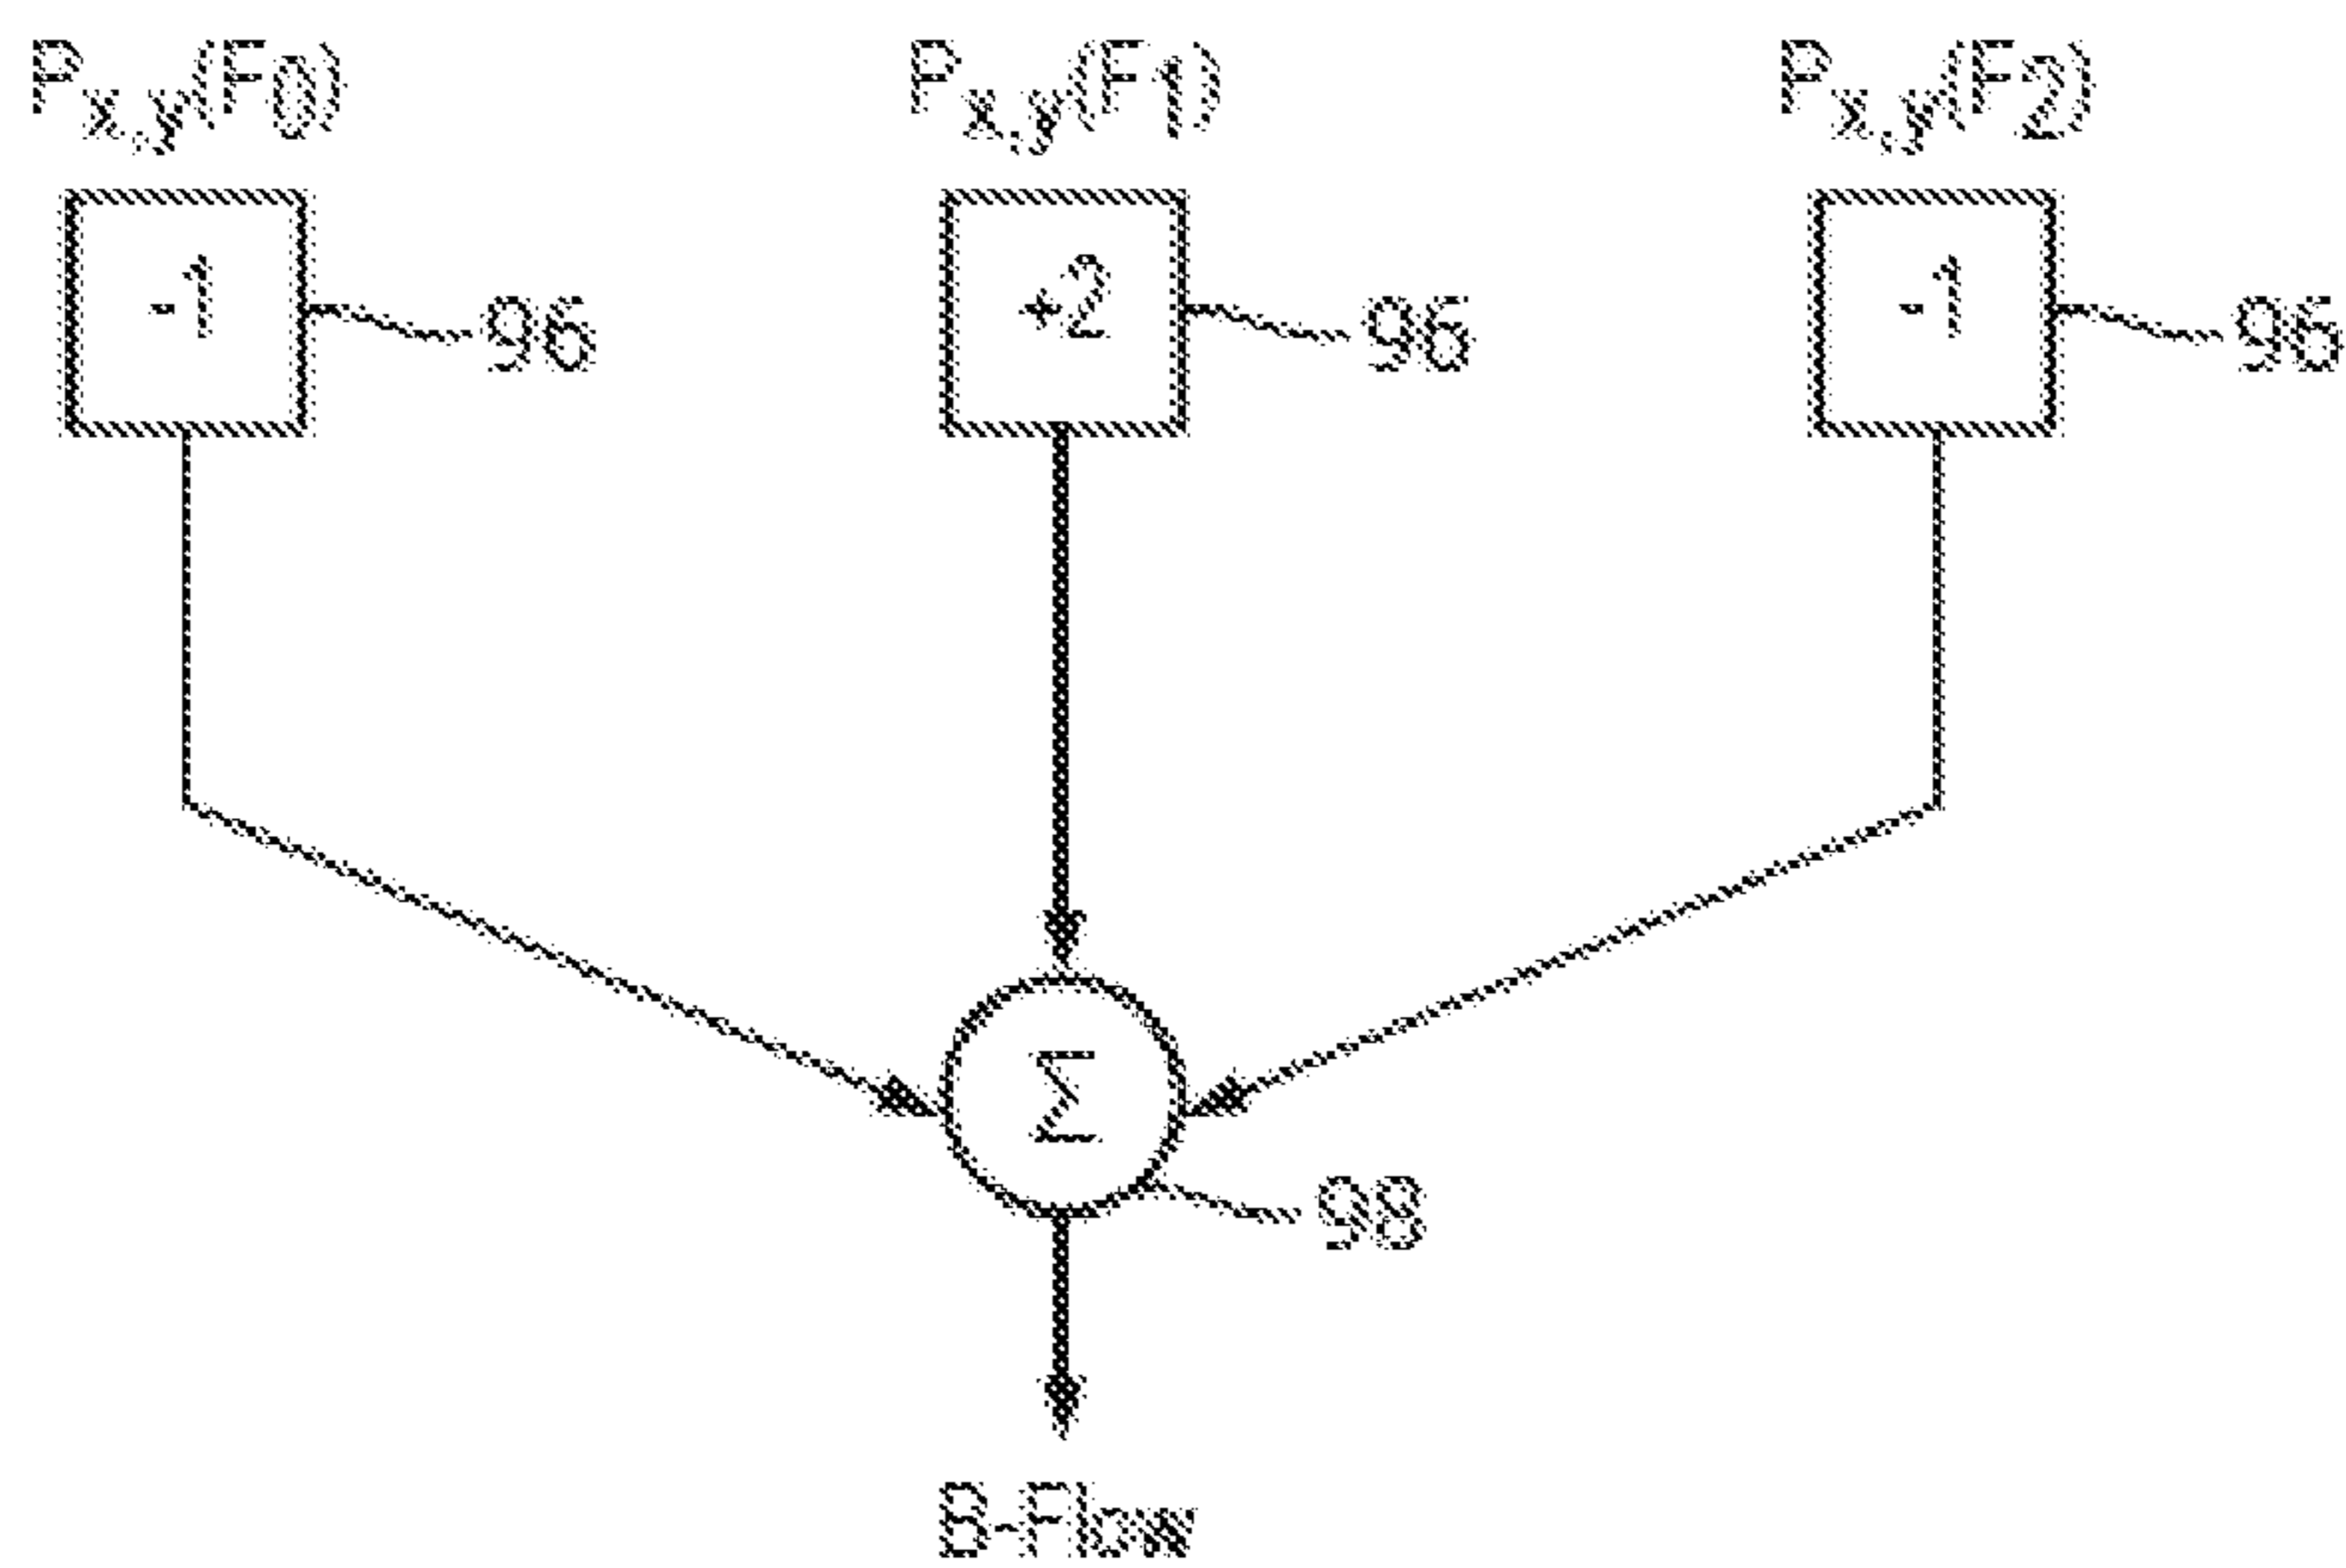 Px,y(F0) Px,y(F1) Px,y(F2)
-1 96 +2 96 -1 96
Σ
98
B-Flow